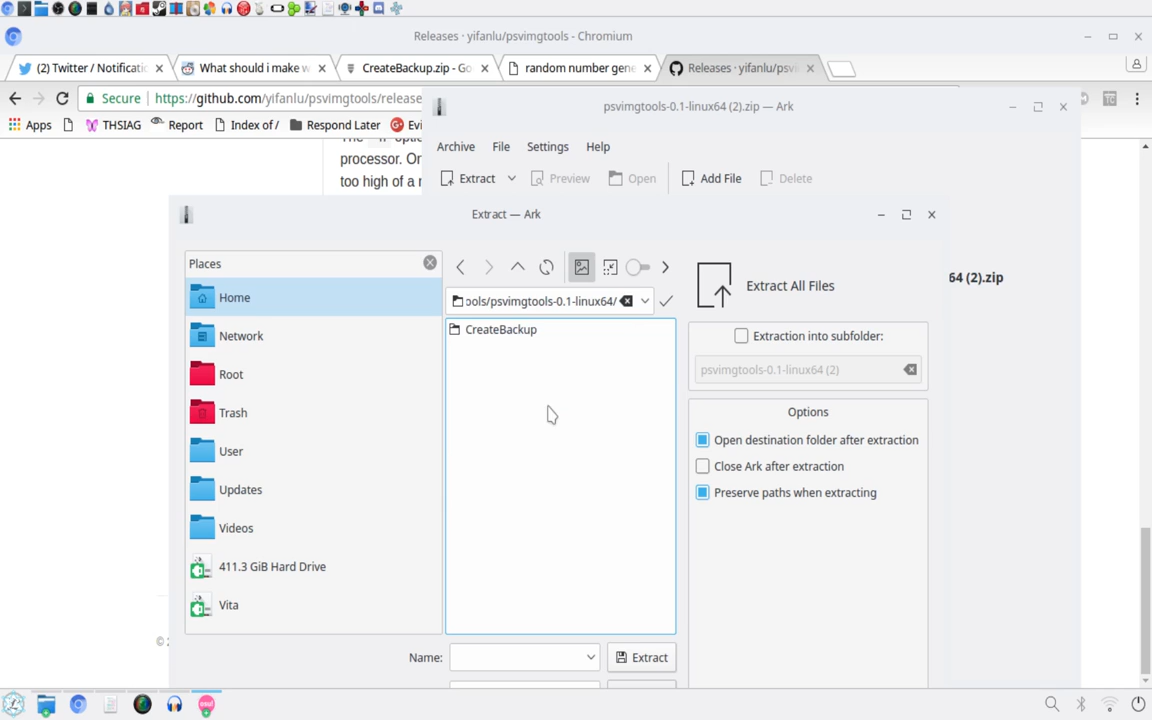 Releases · yifanlu/psvimgtools - Chromium
(2) Twitter / Notificatio
What should i make w
CreateBackup.zip - Go
random number gene
Releases · yifanlu/psvi
Secure
https://github.com/yifanlu/psvimgtools/release
Apps
THSIAG
Report
Index of /
Respond Later
Evi
psvimgtools-0.1-linux64 (2).zip — Ark
Archive File Settings Help
Extract Preview Open Add File Delete
processor. Or
too high of a
Extract — Ark
Places
Home
Network
Root
Trash
User
Updates
Videos
411.3 GiB Hard Drive
Vita
ools/psvimgtools-0.1-linux64/
CreateBackup
Name:
Extract
Extract All Files
64 (2).zip
Extraction into subfolder:
psvimgtools-0.1-linux64 (2)
Options
Open destination folder after extraction
Close Ark after extraction
Preserve paths when extracting